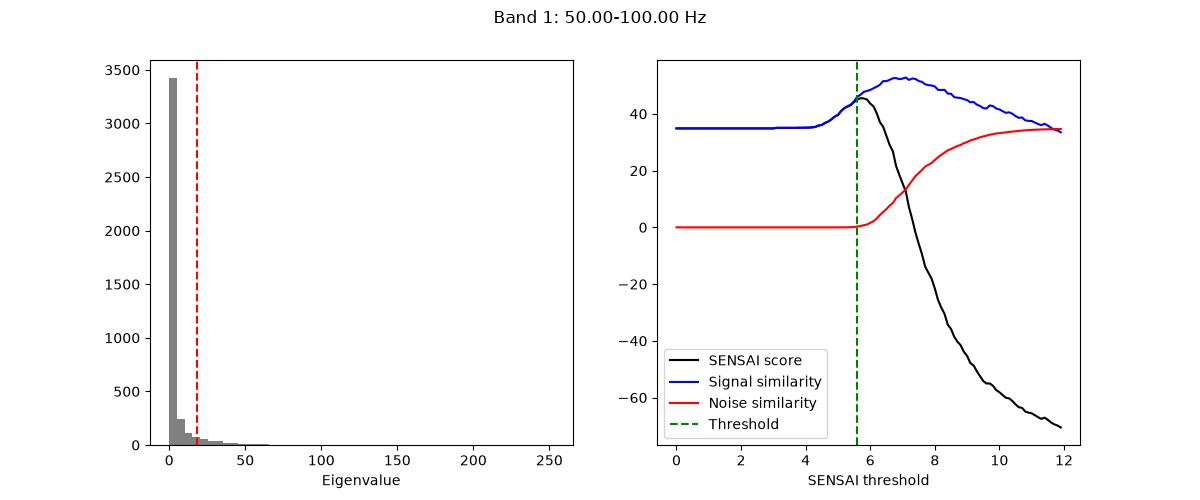 Band 1: 50.00-100.00 Hz
3500
3000
2500
2000
1500
1000
500
0
0 50 100 150 200 250
Eigenvalue
40
20
0
−20
−40
−60
SENSAI score
Signal similarity
Noise similarity
Threshold
0 2 4 6 8 10 12
SENSAI threshold